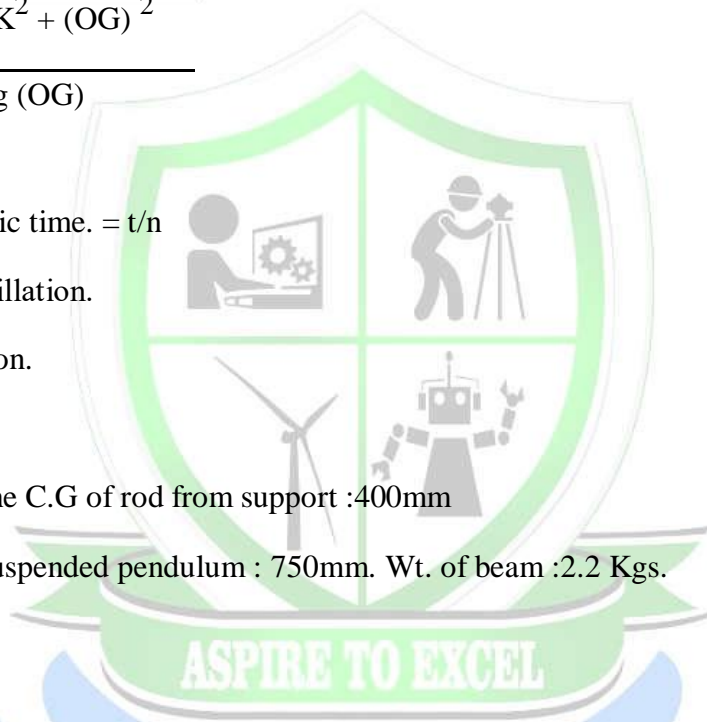 K² + (OG) ²
g (OG)
ic time. = t/n
illation.
on.
ne C.G of rod from support :400mm
uspended pendulum : 750mm. Wt. of beam :2.2 Kgs.
ASPIRE TO EXCEL